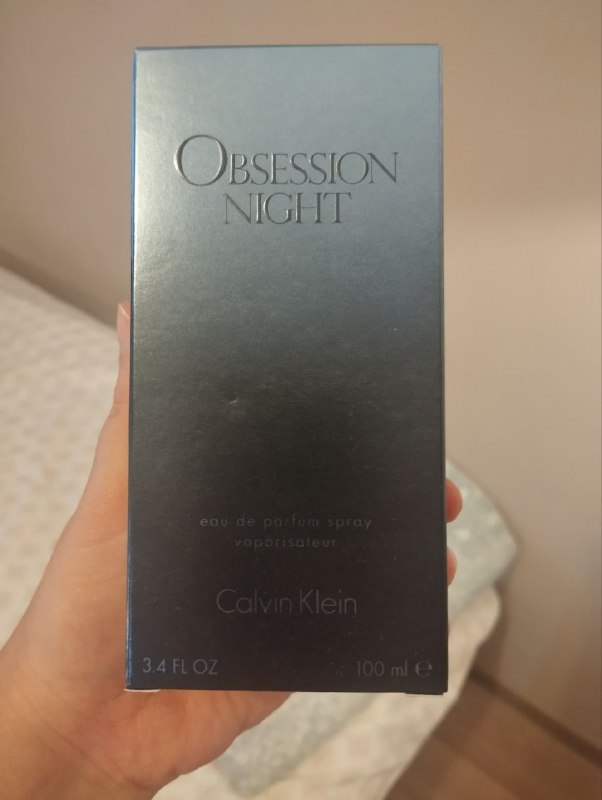 OBSESSION
NIGHT
eau de parfum spray
vaporisateur
Calvin Klein
3.4 FL OZ 100 ml ℮